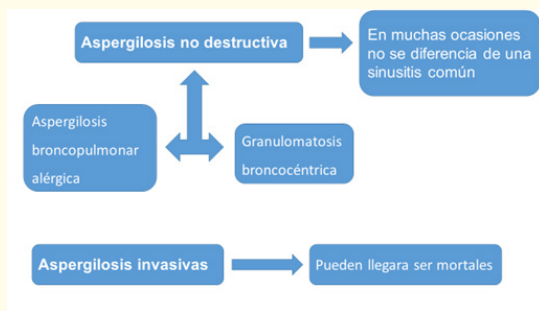 Aspergilosis no destructiva
En muchas ocasiones
no se diferencia de una
sinusitis común
Aspergilosis
broncopulmonar
alérgica
Granulomatosis
broncocéntrica
Aspergilosis invasivas
Pueden llegara ser mortales